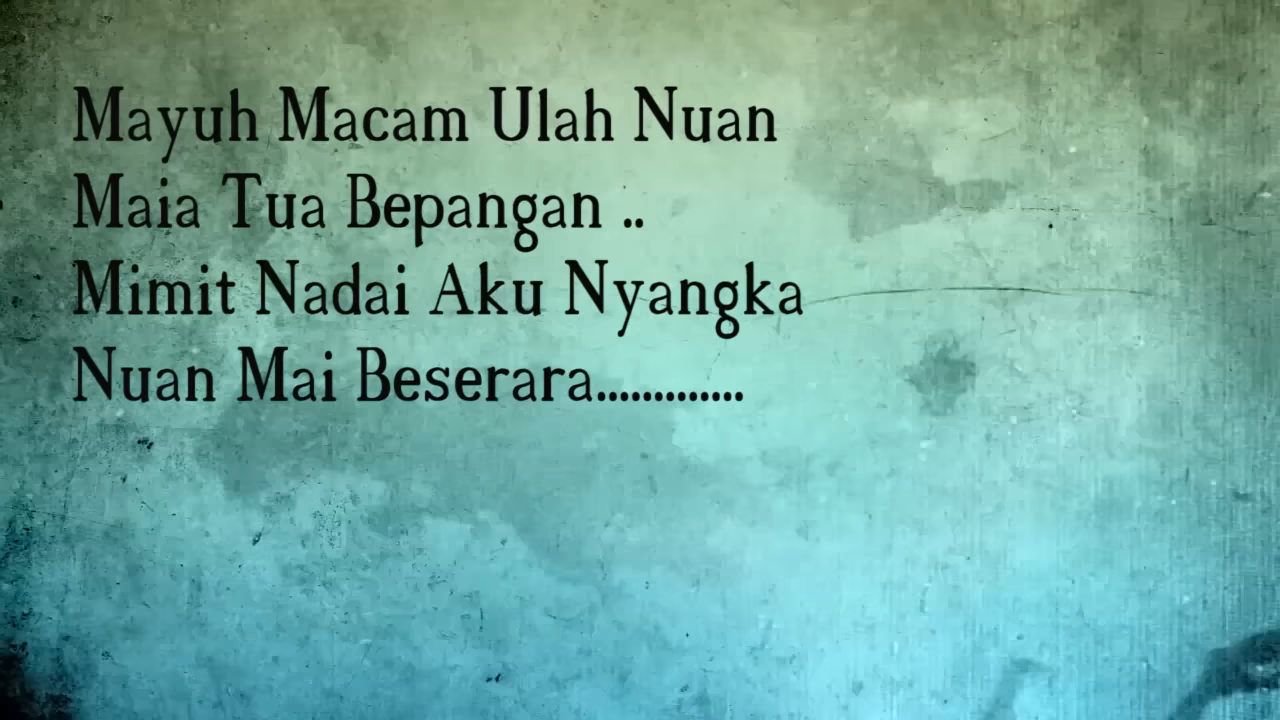 Mayuh Macam Ulah Nuan
Maia Tua Bepangan ..
Mimit Nadai Aku Nyangka
Nuan Mai Beserara.............